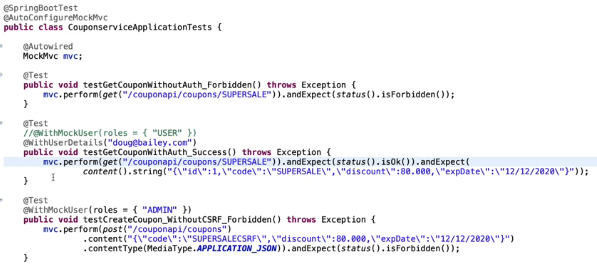 @SpringBootTest
@AutoConfigureMockMvc
public class CouponserviceApplicationTests {
@Autowired
MockMvc mvc;
@Test
public void testGetCouponWithoutAuth_Forbidden() throws Exception {
mvc.perform(get("/couponapi/coupons/SUPERSALE")).andExpect(status().isForbidden());
}
@Test
//@WithMockUser(roles = { "USER" })
@WithUserDetails("doug@bailey.com")
public void testGetCouponWithAuth_Success() throws Exception {
mvc.perform(get("/couponapi/coupons/SUPERSALE")).andExpect(status().isOk()).andExpect(
content().string("{\"id\":1,\"code\":\"SUPERSALE\",\"discount\":80.000,\"expDate\":\"12/12/2020\"}"));
}
@Test
@WithMockUser(roles = { "ADMIN" })
public void testCreateCoupon_WithoutCSRF_Forbidden() throws Exception {
mvc.perform(post("/couponapi/coupons")
.content("{\"code\":\"SUPERSALECSRF\",\"discount\":80.000,\"expDate\":\"12/12/2020\"}")
.contentType(MediaType.APPLICATION_JSON)).andExpect(status().isForbidden());
}